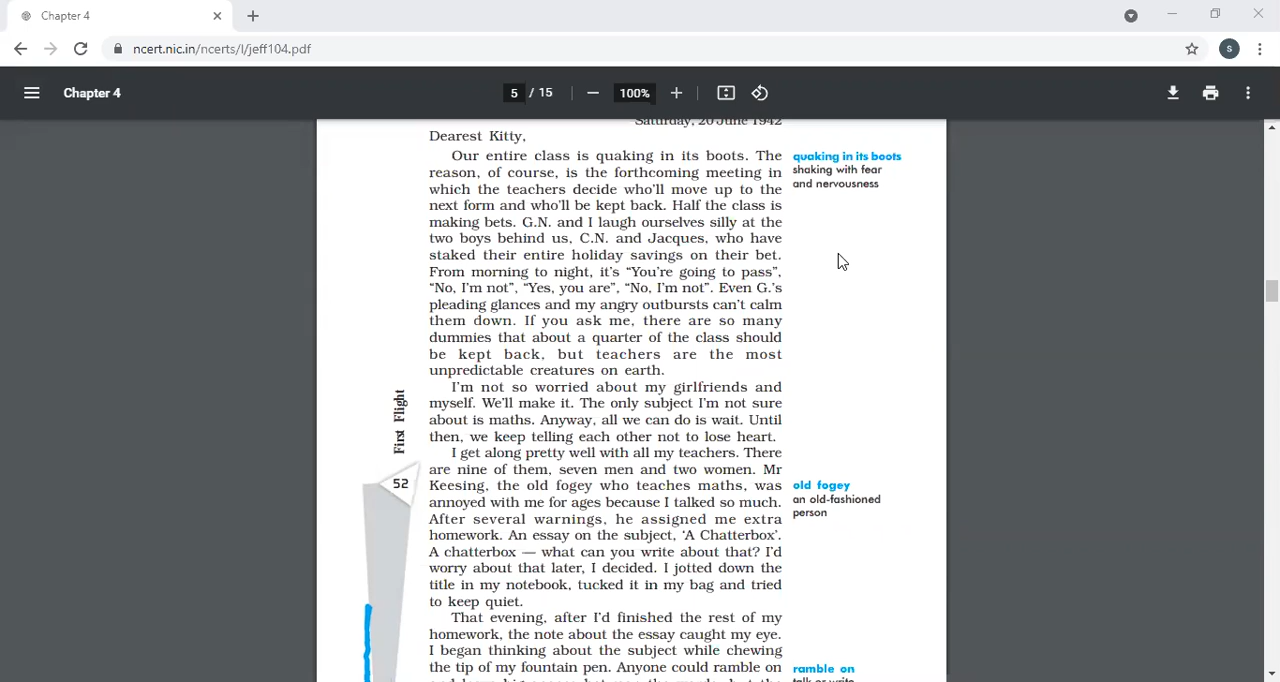 Chapter 4
ncert.nic.in/ncerts/l/jeff104.pdf
S
Chapter 4
5 / 15
100%
Saturday, 20 June 1942
Dearest Kitty,
Our entire class is quaking in its boots. The
reason, of course, is the forthcoming meeting in
which the teachers decide who'll move up to the
next form and who'll be kept back. Half the class is
making bets. G.N. and I laugh ourselves silly at the
two boys behind us, C.N. and Jacques, who have
staked their entire holiday savings on their bet.
From morning to night, it's “You're going to pass”,
“No, I'm not”, “Yes, you are”, “No, I'm not”. Even G.'s
pleading glances and my angry outbursts can't calm
them down. If you ask me, there are so many
dummies that about a quarter of the class should
be kept back, but teachers are the most
unpredictable creatures on earth.
I'm not so worried about my girlfriends and
myself. We'll make it. The only subject I'm not sure
about is maths. Anyway, all we can do is wait. Until
then, we keep telling each other not to lose heart.
I get along pretty well with all my teachers. There
are nine of them, seven men and two women. Mr
Keesing, the old fogey who teaches maths, was
annoyed with me for ages because I talked so much.
After several warnings, he assigned me extra
homework. An essay on the subject, ‘A Chatterbox’.
A chatterbox — what can you write about that? I'd
worry about that later, I decided. I jotted down the
title in my notebook, tucked it in my bag and tried
to keep quiet.
That evening, after I'd finished the rest of my
homework, the note about the essay caught my eye.
I began thinking about the subject while chewing
the tip of my fountain pen. Anyone could ramble on
quaking in its boots
shaking with fear
and nervousness
old fogey
an old-fashioned
person
ramble on
talk or write
First Flight
52